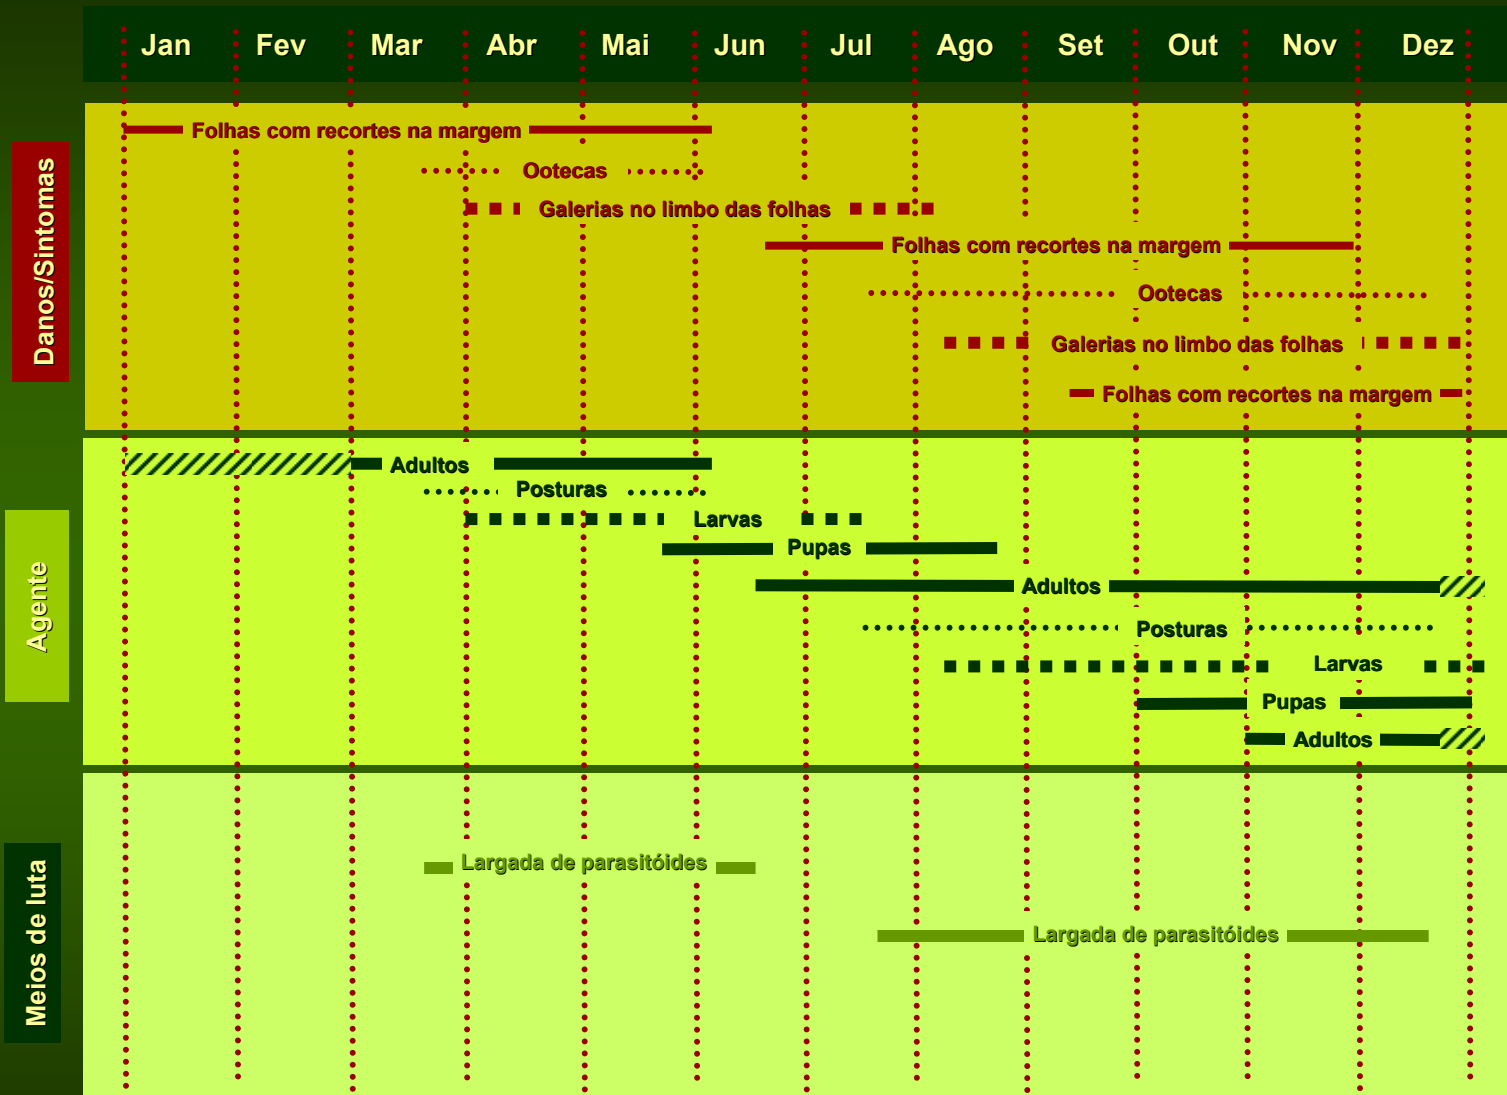 Jan Fev Mar Abr Mai Jun Jul Ago Set Out Nov Dez
Danos/Sintomas
Folhas com recortes na margem
Ootecas
Galerias no limbo das folhas
Folhas com recortes na margem
Ootecas
Galerias no limbo das folhas
Folhas com recortes na margem
Agente
Adultos
Posturas
Larvas
Pupas
Adultos
Posturas
Larvas
Pupas
Adultos
Meios de luta
Largada de parasitóides
Largada de parasitóides